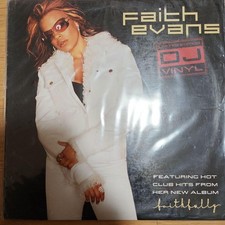 faith
evans
DJ
VINYL
FEATURING HOT
CLUB HITS FROM
HER NEW ALBUM
faithfully